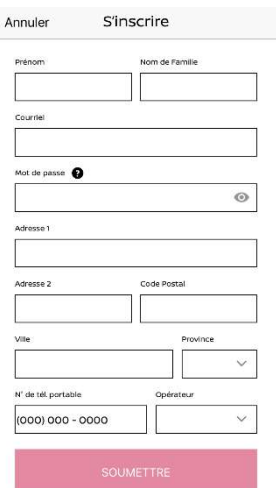 Annuler S'inscrire
Prénom Nom de Famille
Courriel
Mot de passe ?
Adresse 1
Adresse 2 Code Postal
Ville Province
N° de tél. portable Opérateur
(000) 000 - 0000
SOUMETTRE